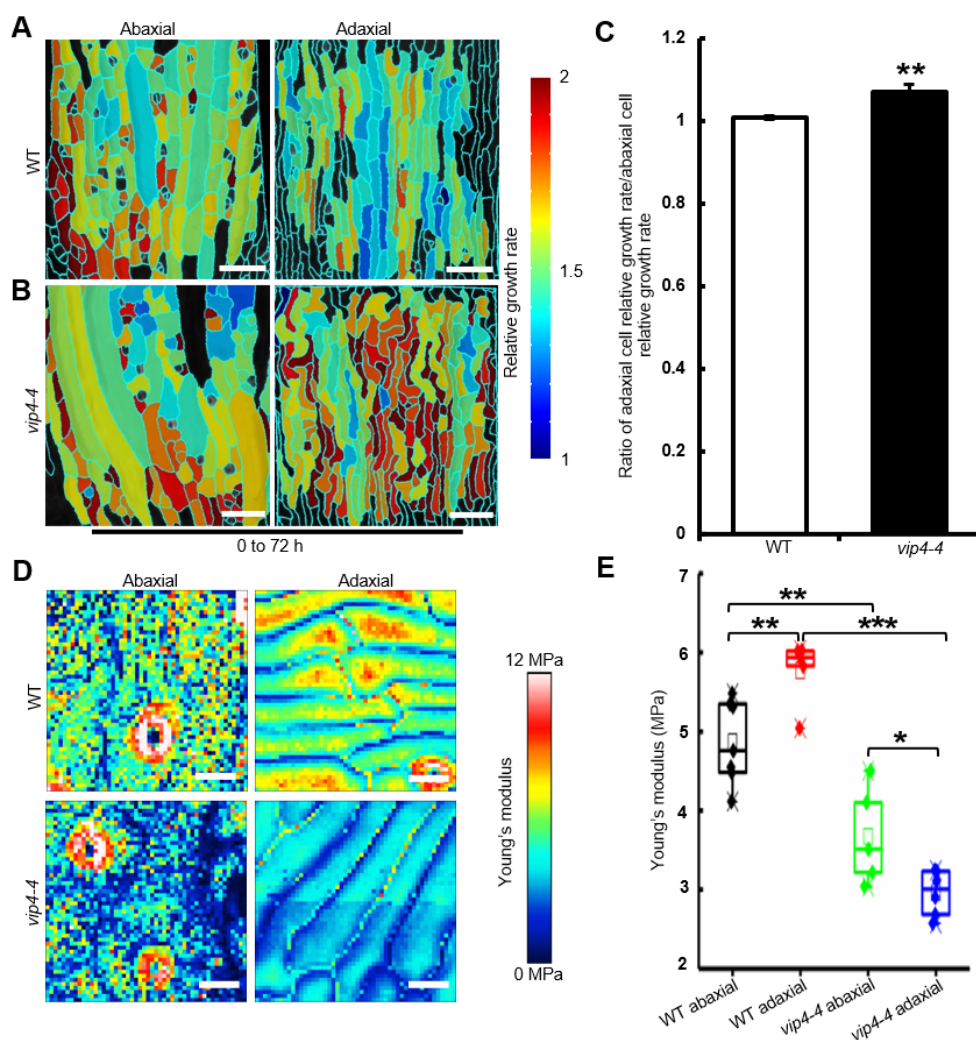 A
Abaxial
Adaxial
WT
B
vip4-4
0 to 72 h
2
1.5
1
Relative growth rate
C
Ratio of adaxial cell relative growth rate/abaxial cell
relative growth rate
1.2
1
0.8
0.6
0.4
0.2
0
**
WT
vip4-4
D
Abaxial
Adaxial
WT
vip4-4
12 MPa
Young's modulus
0 MPa
E
Young's modulus (MPa)
7
6
5
4
3
2
**
**
***
*
WT abaxial
WT adaxial
vip4-4 abaxial
vip4-4 adaxial